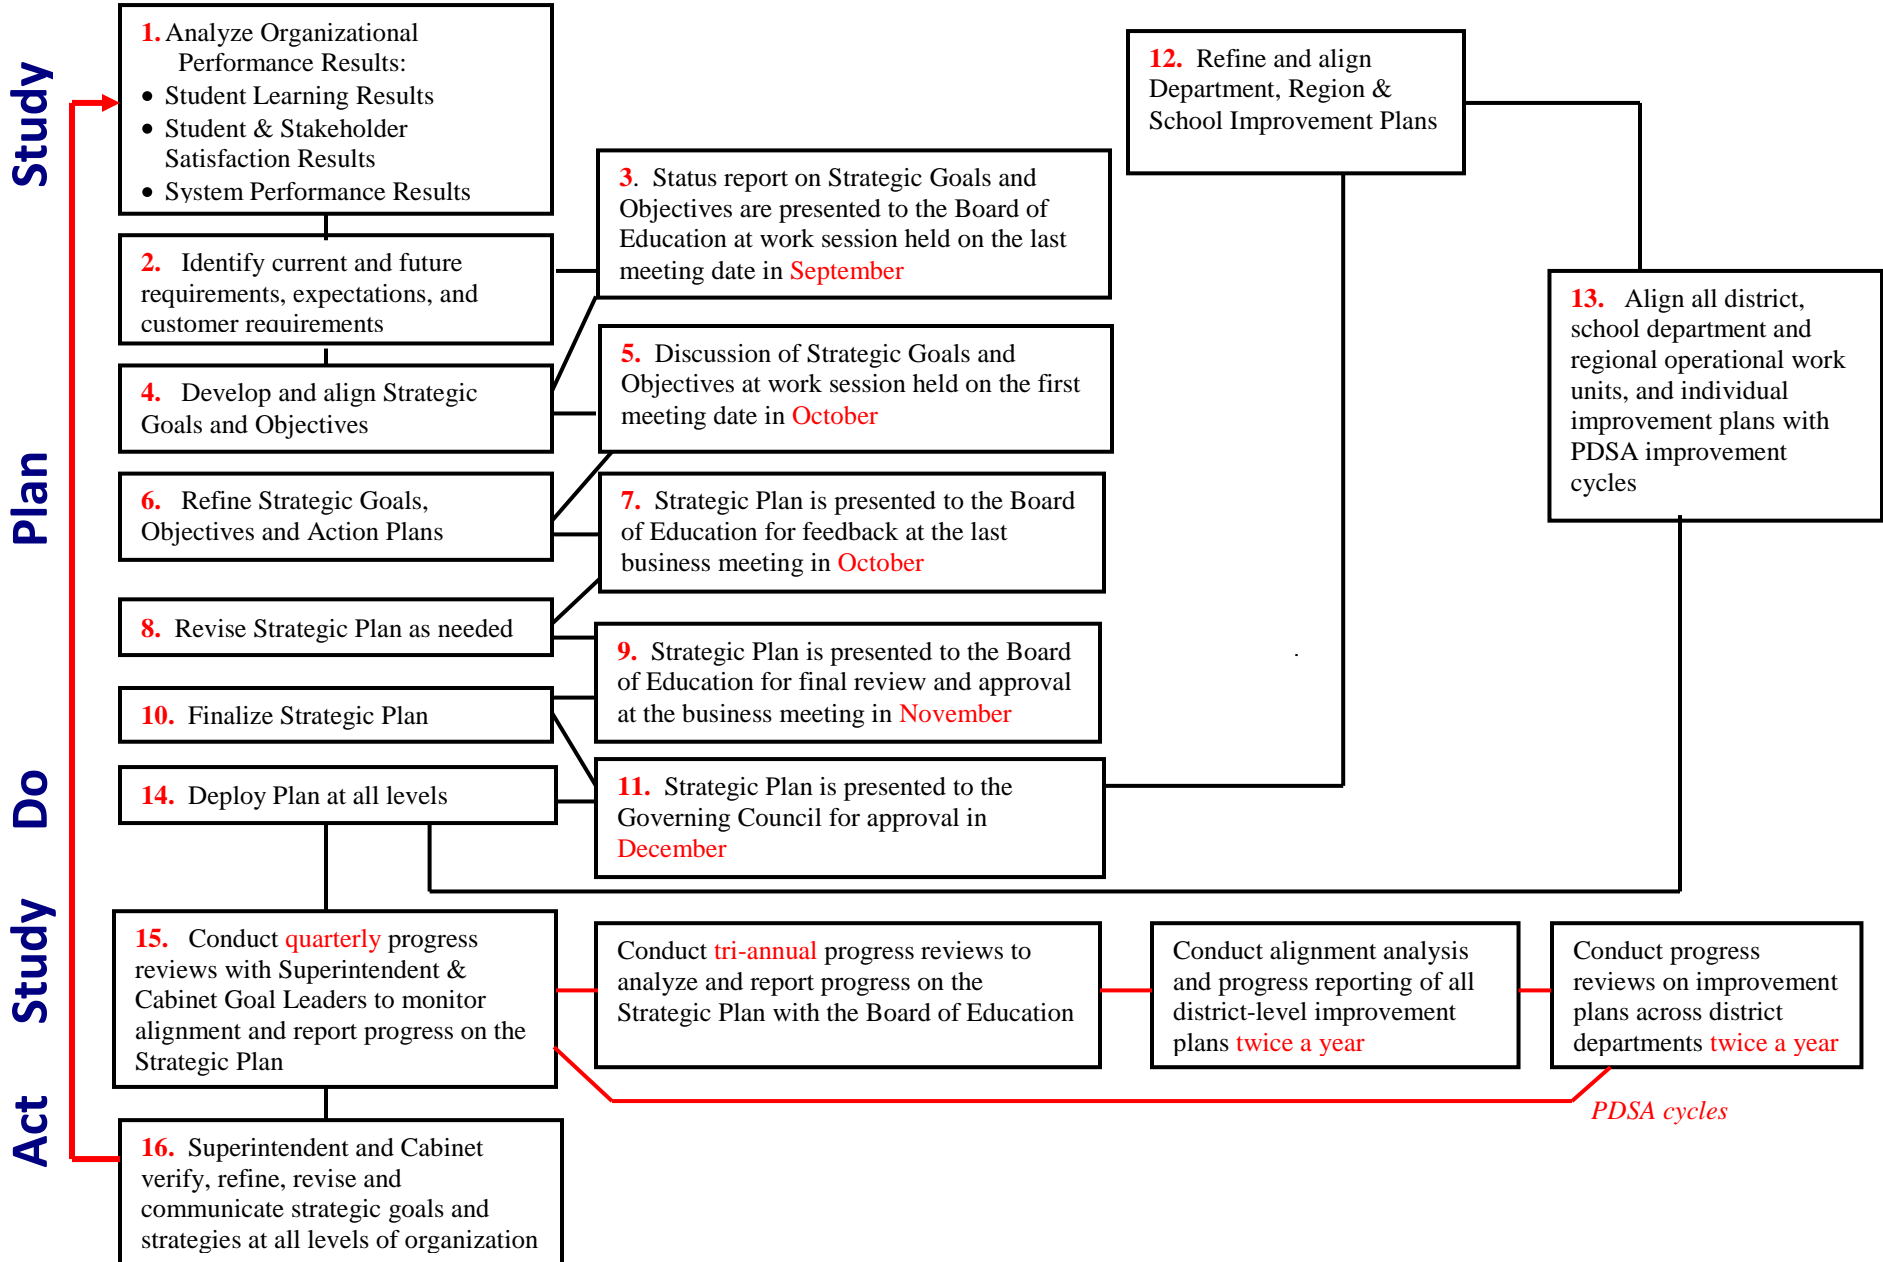 Study
Plan
Do
Study
Act
1. Analyze Organizational
Performance Results:
• Student Learning Results
• Student & Stakeholder
Satisfaction Results
• System Performance Results
2. Identify current and future
requirements, expectations, and
customer requirements
3. Status report on Strategic Goals and
Objectives are presented to the Board of
Education at work session held on the last
meeting date in September
4. Develop and align Strategic
Goals and Objectives
5. Discussion of Strategic Goals and
Objectives at work session held on the first
meeting date in October
6. Refine Strategic Goals,
Objectives and Action Plans
7. Strategic Plan is presented to the Board
of Education for feedback at the last
business meeting in October
8. Revise Strategic Plan as needed
9. Strategic Plan is presented to the Board
of Education for final review and approval
at the business meeting in November
10. Finalize Strategic Plan
11. Strategic Plan is presented to the
Governing Council for approval in
December
12. Refine and align
Department, Region &
School Improvement Plans
13. Align all district,
school department and
regional operational work
units, and individual
improvement plans with
PDSA improvement
cycles
14. Deploy Plan at all levels
15. Conduct quarterly progress
reviews with Superintendent &
Cabinet Goal Leaders to monitor
alignment and report progress on the
Strategic Plan
Conduct tri-annual progress reviews to
analyze and report progress on the
Strategic Plan with the Board of Education
Conduct alignment analysis
and progress reporting of all
district-level improvement
plans twice a year
Conduct progress
reviews on improvement
plans across district
departments twice a year
PDSA cycles
16. Superintendent and Cabinet
verify, refine, revise and
communicate strategic goals and
strategies at all levels of organization